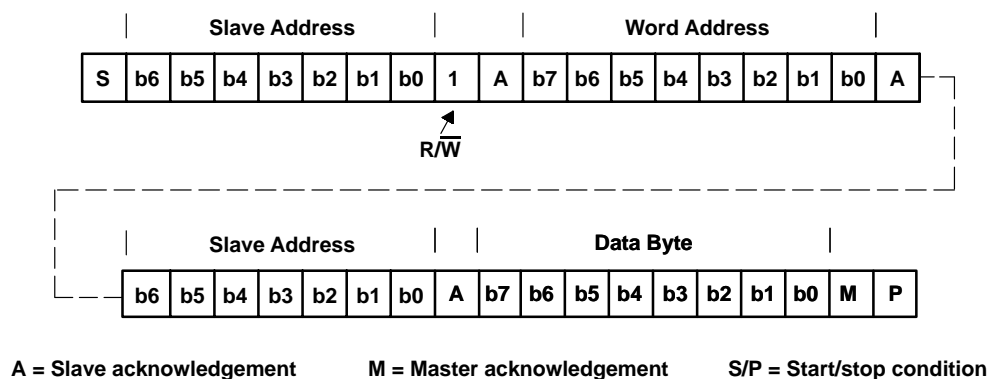 Slave Address Word Address
S b6 b5 b4 b3 b2 b1 b0 1 A b7 b6 b5 b4 b3 b2 b1 b0 A
R/W̅
Slave Address Data Byte
b6 b5 b4 b3 b2 b1 b0 A b7 b6 b5 b4 b3 b2 b1 b0 M P
A = Slave acknowledgement M = Master acknowledgement S/P = Start/stop condition